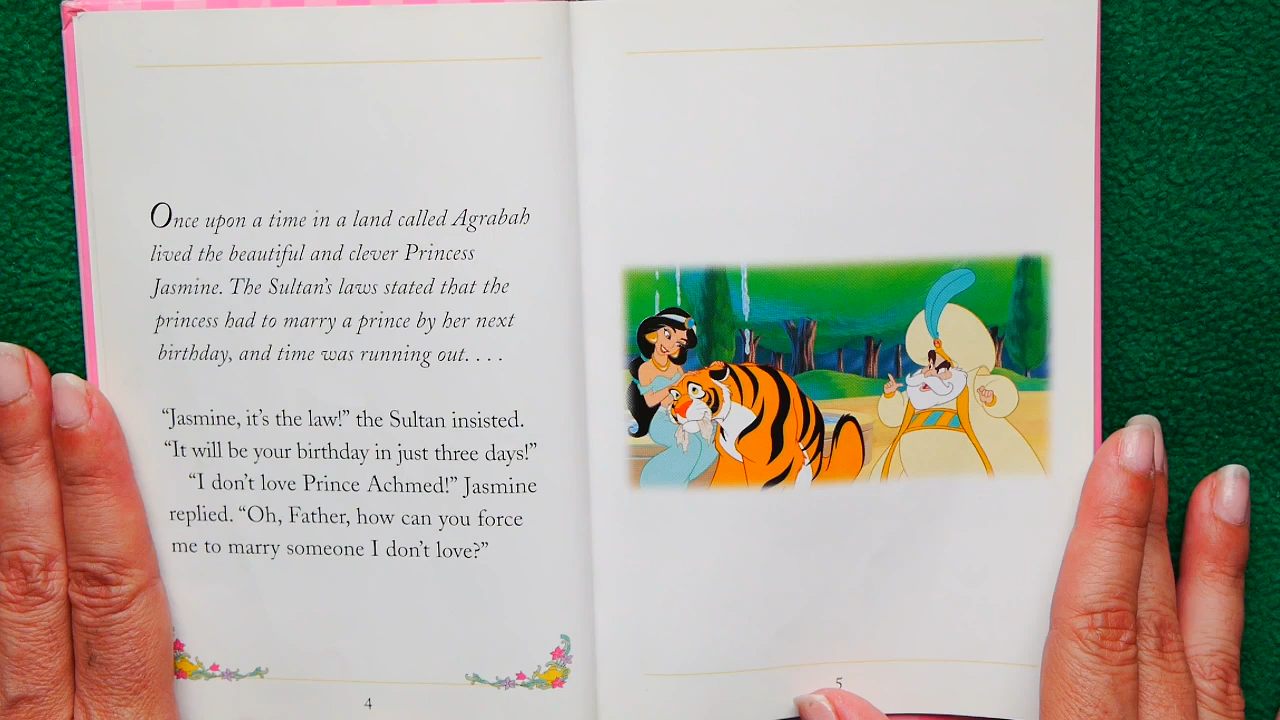 Once upon a time in a land called Agrabah
lived the beautiful and clever Princess
Jasmine. The Sultan’s laws stated that the
princess had to marry a prince by her next
birthday, and time was running out. . . .
“Jasmine, it’s the law!” the Sultan insisted.
“It will be your birthday in just three days!”
“I don’t love Prince Achmed!” Jasmine
replied. “Oh, Father, how can you force
me to marry someone I don’t love?”
4
5